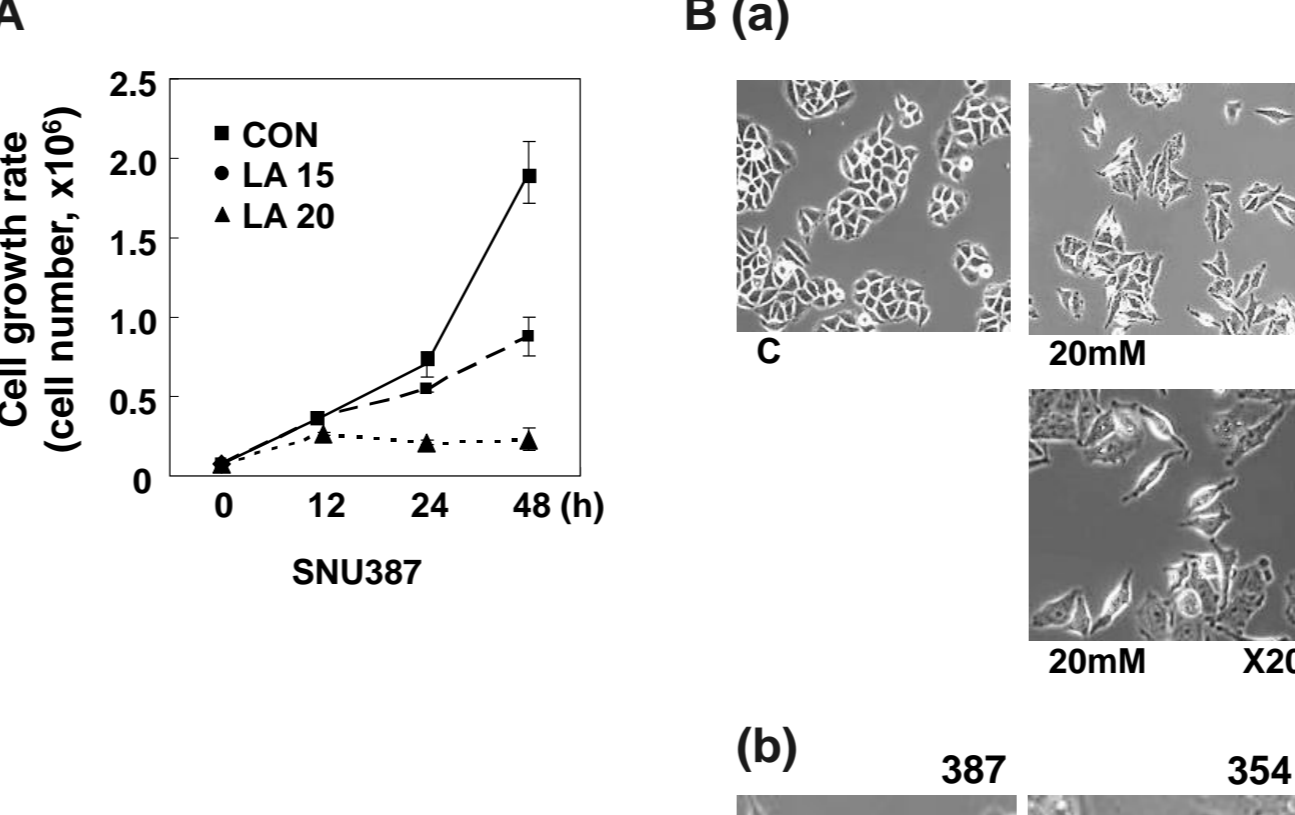 A
B (a)
Cell growth rate
(cell number, x10⁶)
2.5
2.0
1.5
1.0
0.5
0
CON
LA 15
LA 20
0 12 24 48 (h)
SNU387
C
20mM
20mM X20
(b)
387 354